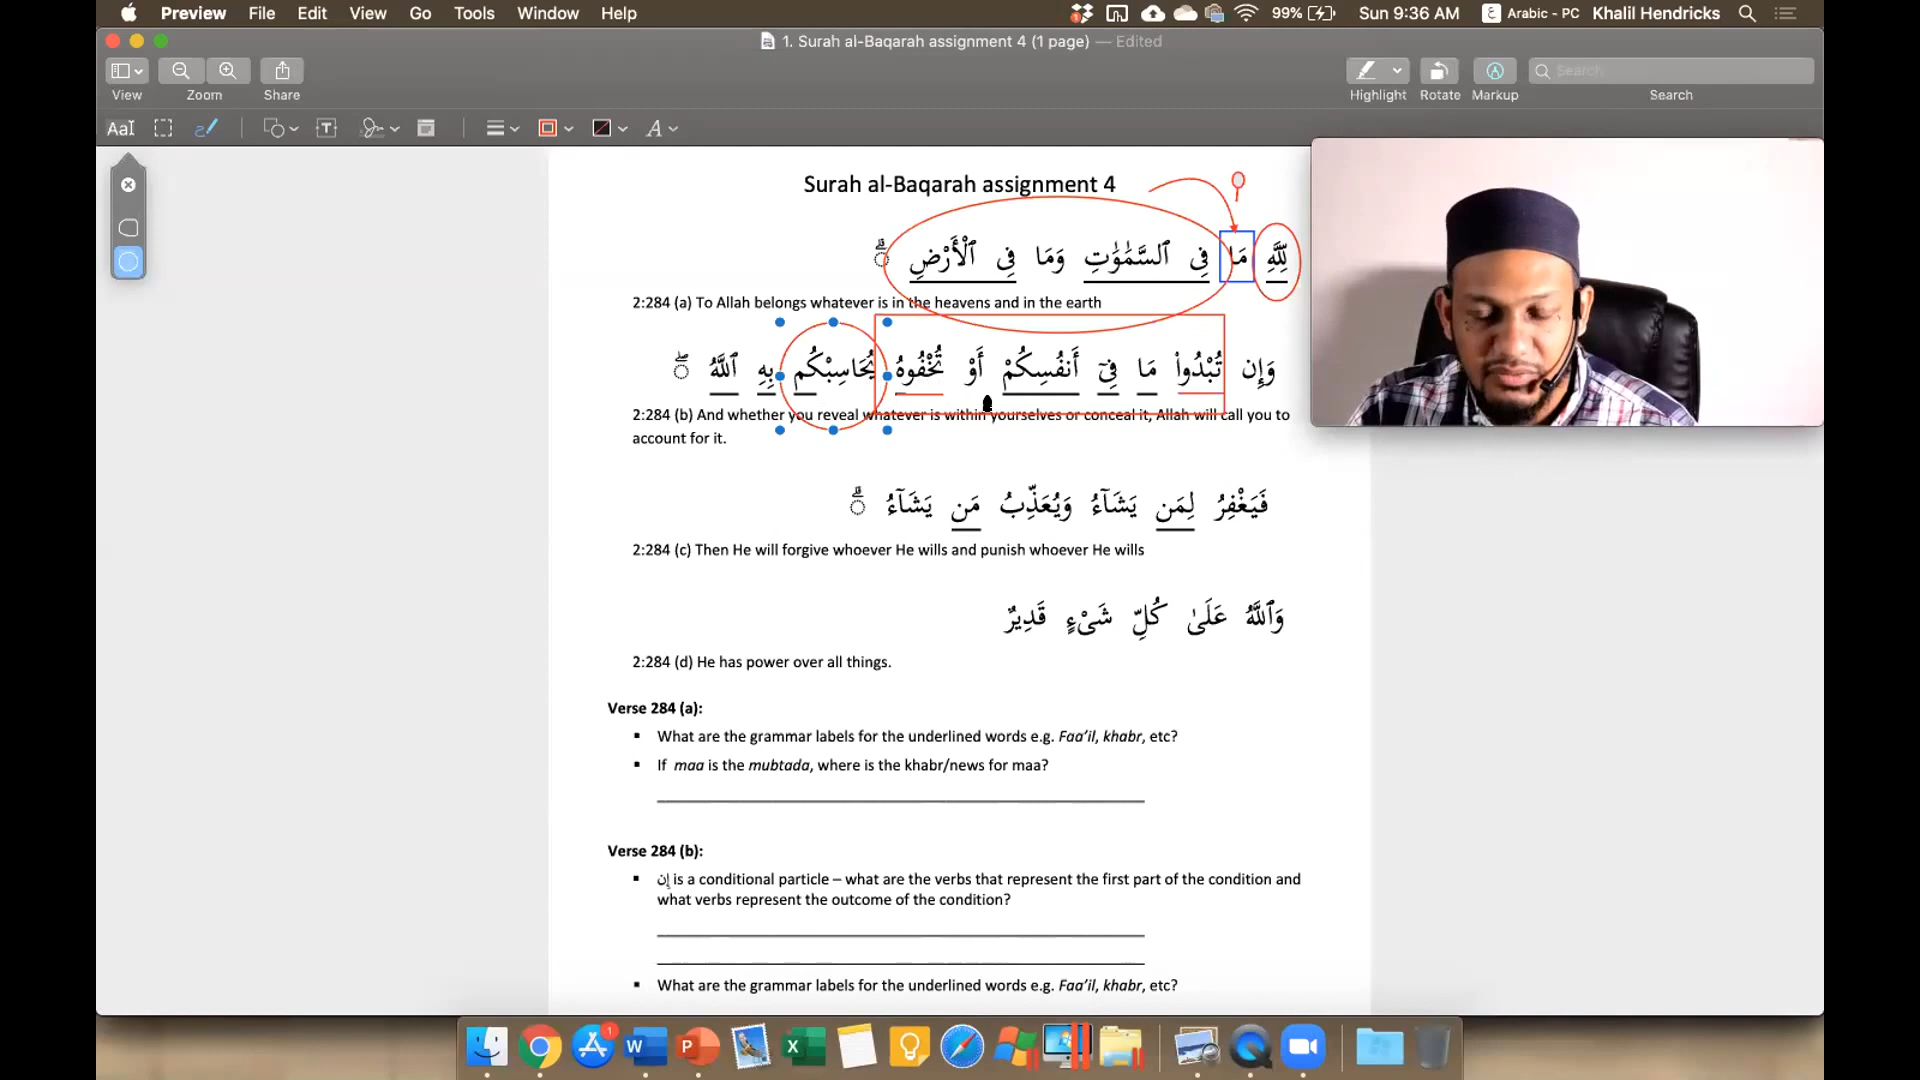 Preview File Edit View Go Tools Window Help 99% Sun 9:36 AM ع Arabic - PC Khalil Hendricks
1. Surah al-Baqarah assignment 4 (1 page) — Edited
Search
View Zoom Share Highlight Rotate Markup Search
AaI T A
Surah al-Baqarah assignment 4
لِّلَّهِ مَا فِى ٱلسَّمَٰوَٰتِ وَمَا فِى ٱلْأَرْضِ ۗ
2:284 (a) To Allah belongs whatever is in the heavens and in the earth
وَإِن تُبْدُوا۟ مَا فِىٓ أَنفُسِكُمْ أَوْ تُخْفُوهُ يُحَاسِبْكُم بِهِ ٱللَّهُ ۖ
2:284 (b) And whether you reveal whatever is within yourselves or conceal it, Allah will call you to
account for it.
فَيَغْفِرُ لِمَن يَشَآءُ وَيُعَذِّبُ مَن يَشَآءُ ۗ
2:284 (c) Then He will forgive whoever He wills and punish whoever He wills
وَٱللَّهُ عَلَىٰ كُلِّ شَىْءٍ قَدِيرٌ
2:284 (d) He has power over all things.
Verse 284 (a):
▪ What are the grammar labels for the underlined words e.g. Faa’il, khabr, etc?
▪ If maa is the mubtada, where is the khabr/news for maa?
Verse 284 (b):
▪ إِن is a conditional particle – what are the verbs that represent the first part of the condition and
what verbs represent the outcome of the condition?
▪ What are the grammar labels for the underlined words e.g. Faa’il, khabr, etc?
1 W P X